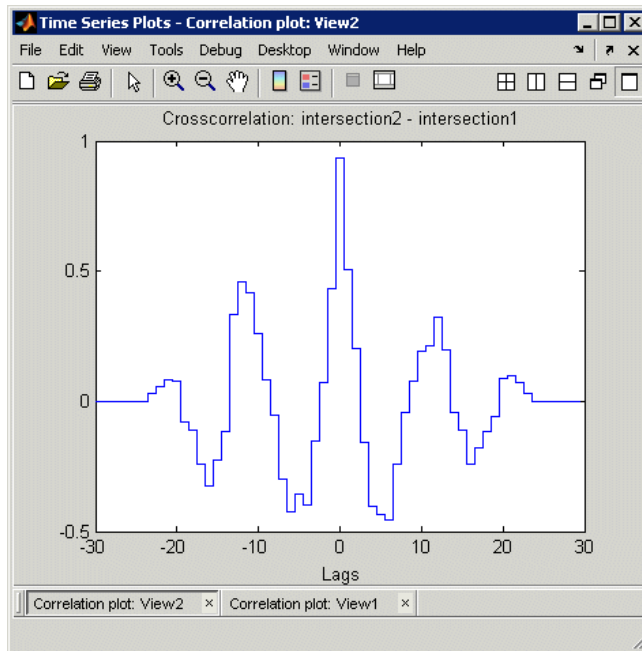 Time Series Plots - Correlation plot: View2
File Edit View Tools Debug Desktop Window Help
Crosscorrelation: intersection2 - intersection1
1
0.5
0
-0.5
-30 -20 -10 0 10 20 30
Lags
Correlation plot: View2 Correlation plot: View1